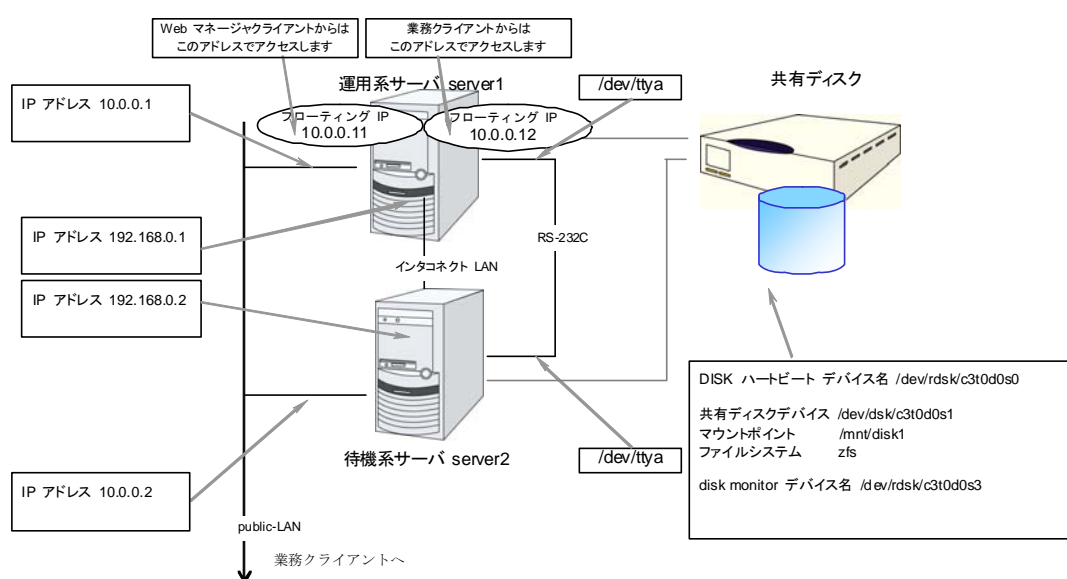 Web マネージャクライアントからは
このアドレスでアクセスします
業務クライアントからは
このアドレスでアクセスします
運用系サーバ server1
/dev/ttya
共有ディスク
IP アドレス 10.0.0.1
フローティング IP
10.0.0.11
フローティング IP
10.0.0.12
IP アドレス 192.168.0.1
RS-232C
インタコネクト LAN
IP アドレス 192.168.0.2
DISK ハートビート デバイス名 /dev/rdsk/c3t0d0s0
共有ディスクデバイス /dev/dsk/c3t0d0s1
マウントポイント /mnt/disk1
ファイルシステム zfs
disk monitor デバイス名 /dev/rdsk/c3t0d0s3
待機系サーバ server2
/dev/ttya
IP アドレス 10.0.0.2
public-LAN
業務クライアントへ